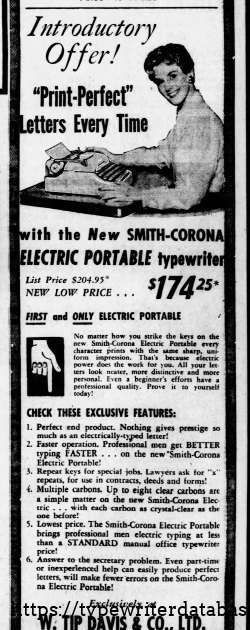 Introductory
Offer!
"Print-Perfect"
Letters Every Time
with the New SMITH-CORONA
ELECTRIC PORTABLE typewriter
List Price $204.95*
NEW LOW PRICE . . . $174 25*
FIRST and ONLY ELECTRIC PORTABLE
No matter how you strike the keys on the
new Smith-Corona Electric Portable every
character prints with the same sharp, uni-
form impression. That's because electric
power does the work for you. All your let-
ters look neater, more distinctive and more
personal. Even a beginner's efforts have a
professional quality. Prove it to yourself
today!
CHECK THESE EXCLUSIVE FEATURES:
1. Perfect end product. Nothing gives prestige so
much as an electrically-typed letter!
2. Faster operation. Professional men get BETTER
typing FASTER . . . on the new Smith-Corona
Electric Portable!
3. Repeat keys for special jobs. Lawyers ask for "x"
repeats, for use in contracts, deeds and forms!
4. Multiple carbons. Up to eight clear carbons are
a simple matter on the new Smith-Corona Elec-
tric . . . with each carbon as crystal-clear as the
one before!
5. Lowest price. The Smith-Corona Electric Portable
brings professional men electric typing at less
than a STANDARD manual office typewriter
price!
6. Answer to the secretary problem. Even part-time
or inexperienced help can easily produce perfect
letters, will make fewer errors on the Smith-Coro-
na Electric Portable!
Exclusively
https://typewriterdatabas
W. TIP DAVIS & CO., LTD.